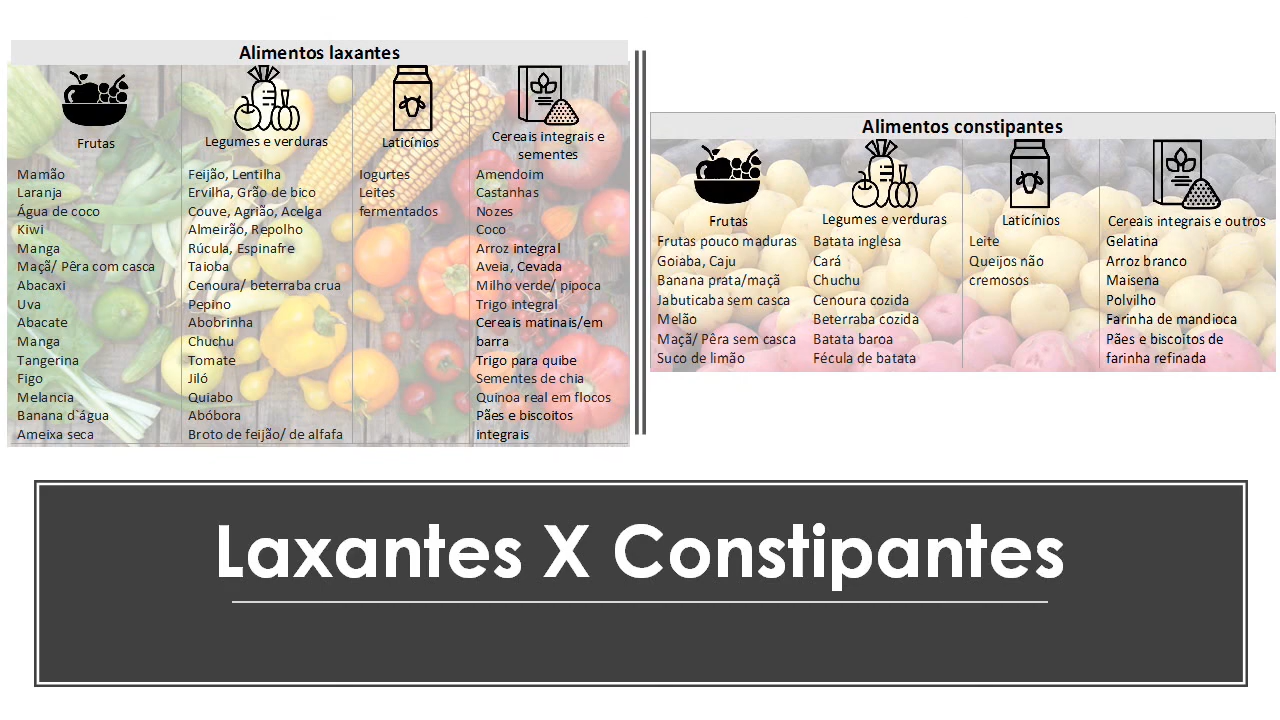 Alimentos laxantes
Frutas
Mamão
Laranja
Água de coco
Kiwi
Manga
Maçã/ Pêra com casca
Abacaxi
Uva
Abacate
Manga
Tangerina
Figo
Melancia
Banana d`água
Ameixa seca
Legumes e verduras
Feijão, Lentilha
Ervilha, Grão de bico
Couve, Agrião, Acelga
Almeirão, Repolho
Rúcula, Espinafre
Taioba
Cenoura/ beterraba crua
Pepino
Abobrinha
Chuchu
Tomate
Jiló
Quiabo
Abóbora
Broto de feijão/ de alfafa
Laticínios
Iogurtes
Leites
fermentados
Cereais integrais e
sementes
Amendoim
Castanhas
Nozes
Coco
Arroz integral
Aveia, Cevada
Milho verde/ pipoca
Trigo integral
Cereais matinais/em
barra
Trigo para quibe
Sementes de chia
Quinoa real em flocos
Pães e biscoitos
integrais
Alimentos constipantes
Frutas
Frutas pouco maduras
Goiaba, Caju
Banana prata/maçã
Jabuticaba sem casca
Melão
Maçã/ Pêra sem casca
Suco de limão
Legumes e verduras
Batata inglesa
Cará
Chuchu
Cenoura cozida
Beterraba cozida
Batata baroa
Fécula de batata
Laticínios
Leite
Queijos não
cremosos
Cereais integrais e outros
Gelatina
Arroz branco
Maisena
Polvilho
Farinha de mandioca
Pães e biscoitos de
farinha refinada
Laxantes X Constipantes